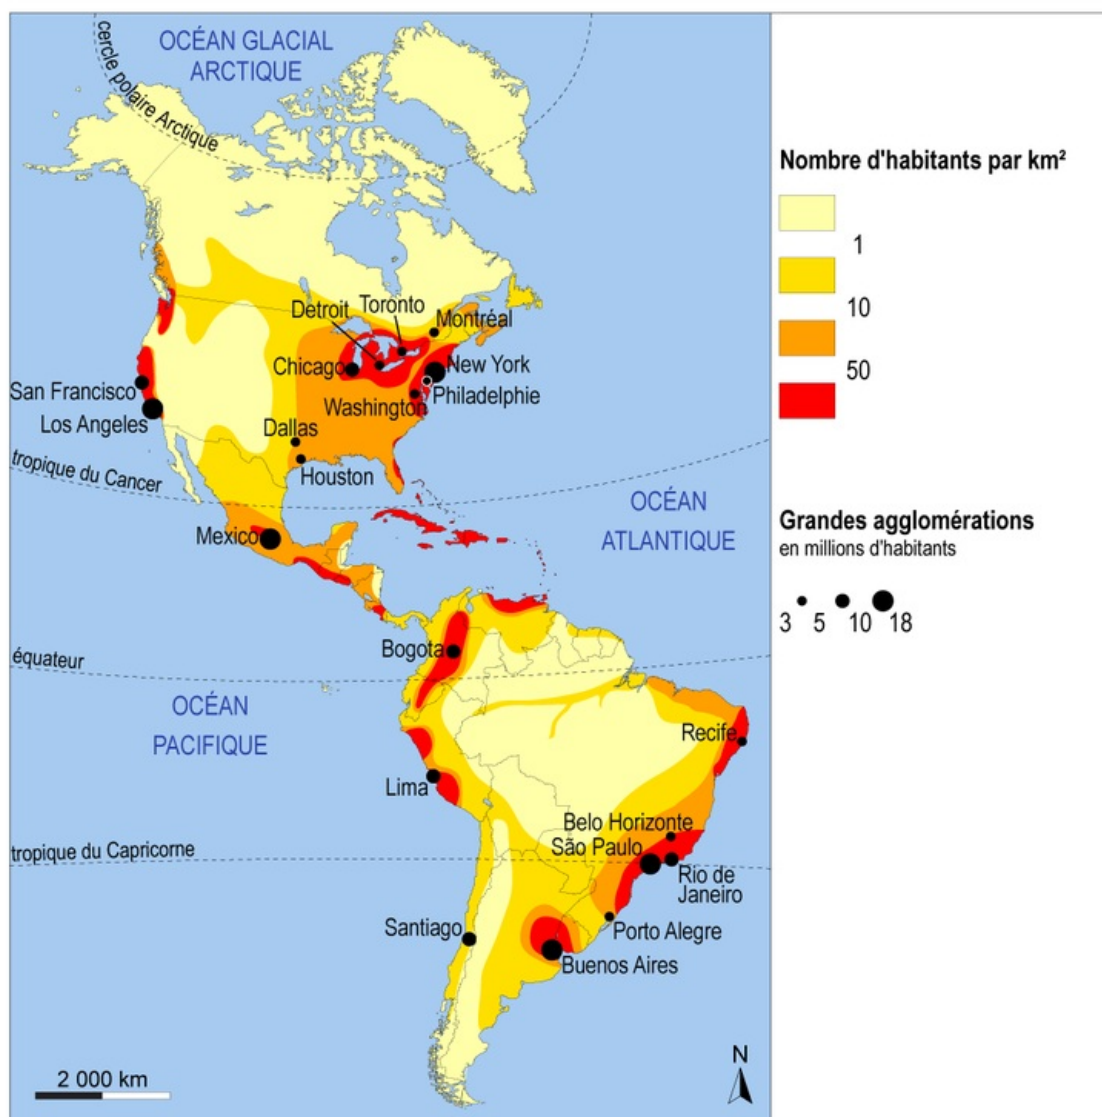 OCÉAN GLACIAL
ARCTIQUE
cercle polaire Arctique
Detroit
Toronto
Montréal
Chicago
New York
San Francisco
Philadelphie
Washington
Los Angeles
Dallas
Houston
tropique du Cancer
OCÉAN
ATLANTIQUE
Mexico
Bogota
équateur
OCÉAN
PACIFIQUE
Recife
Lima
Belo Horizonte
São Paulo
tropique du Capricorne
Rio de
Janeiro
Santiago
Porto Alegre
Buenos Aires
2 000 km
N
Nombre d'habitants par km²
1
10
50
Grandes agglomérations
en millions d'habitants
3 5 10 18